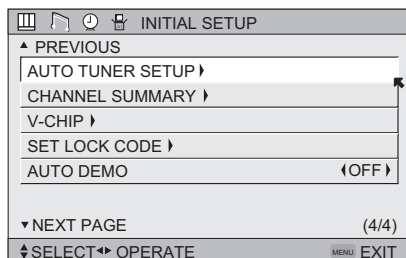 INITIAL SETUP
PREVIOUS
AUTO TUNER SETUP
CHANNEL SUMMARY
V-CHIP
SET LOCK CODE
AUTO DEMO OFF
NEXT PAGE (4/4)
SELECT OPERATE MENU EXIT